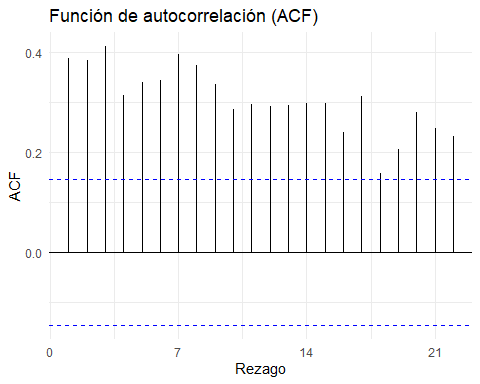 Función de autocorrelación (ACF)
ACF
0.4
0.2
0.0
0
7
14
21
Rezago